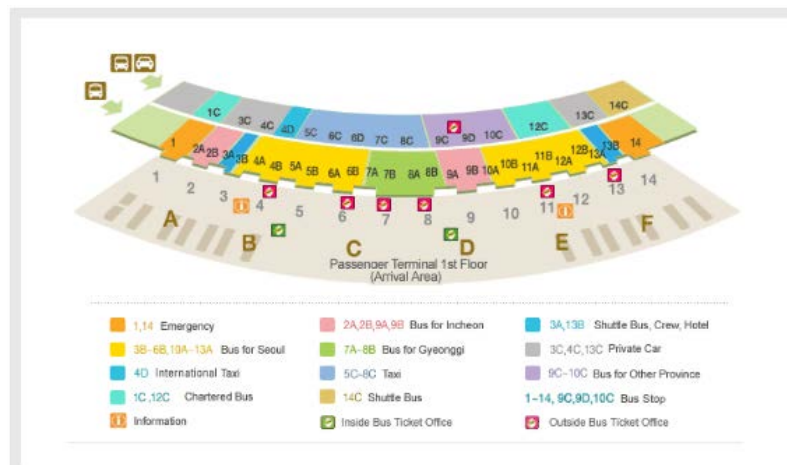 1C 3C 4C 4D 5C 6C 6D 7C 8C 9C 9D 10C 12C 13C 14C
1 2A 2B 3A 3B 4A 4B 5A 5B 6A 6B 7A 7B 8A 8B 9A 9B 10A 10B 11A 11B 12A 12B 13A 13B 14
1 2 3 4 5 6 7 8 9 10 11 12 13 14
A B C D E F
Passenger Terminal 1st Floor
(Arrival Area)
1,14 Emergency
2A,2B,9A,9B Bus for Incheon
3A,13B Shuttle Bus, Crew, Hotel
3B~6B,10A~13A Bus for Seoul
7A~8B Bus for Gyeonggi
3C,4C,13C Private Car
4D International Taxi
5C~8C Taxi
9C~10C Bus for Other Province
1C,12C Chartered Bus
14C Shuttle Bus
1~14, 9C,9D,10C Bus Stop
Information
Inside Bus Ticket Office
Outside Bus Ticket Office